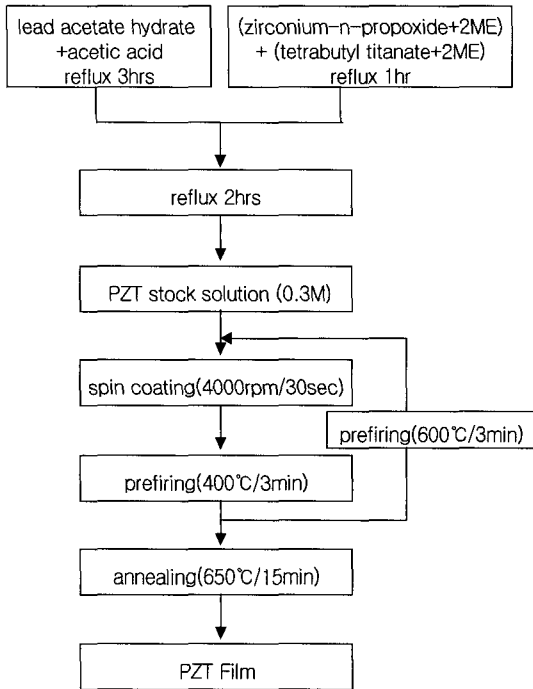 lead acetate hydrate
+acetic acid
reflux 3hrs
(zirconium-n-propoxide+2ME)
+ (tetrabutyl titanate+2ME)
reflux 1hr
reflux 2hrs
PZT stock solution (0.3M)
spin coating(4000rpm/30sec)
prefiring(600℃/3min)
prefiring(400℃/3min)
annealing(650℃/15min)
PZT Film